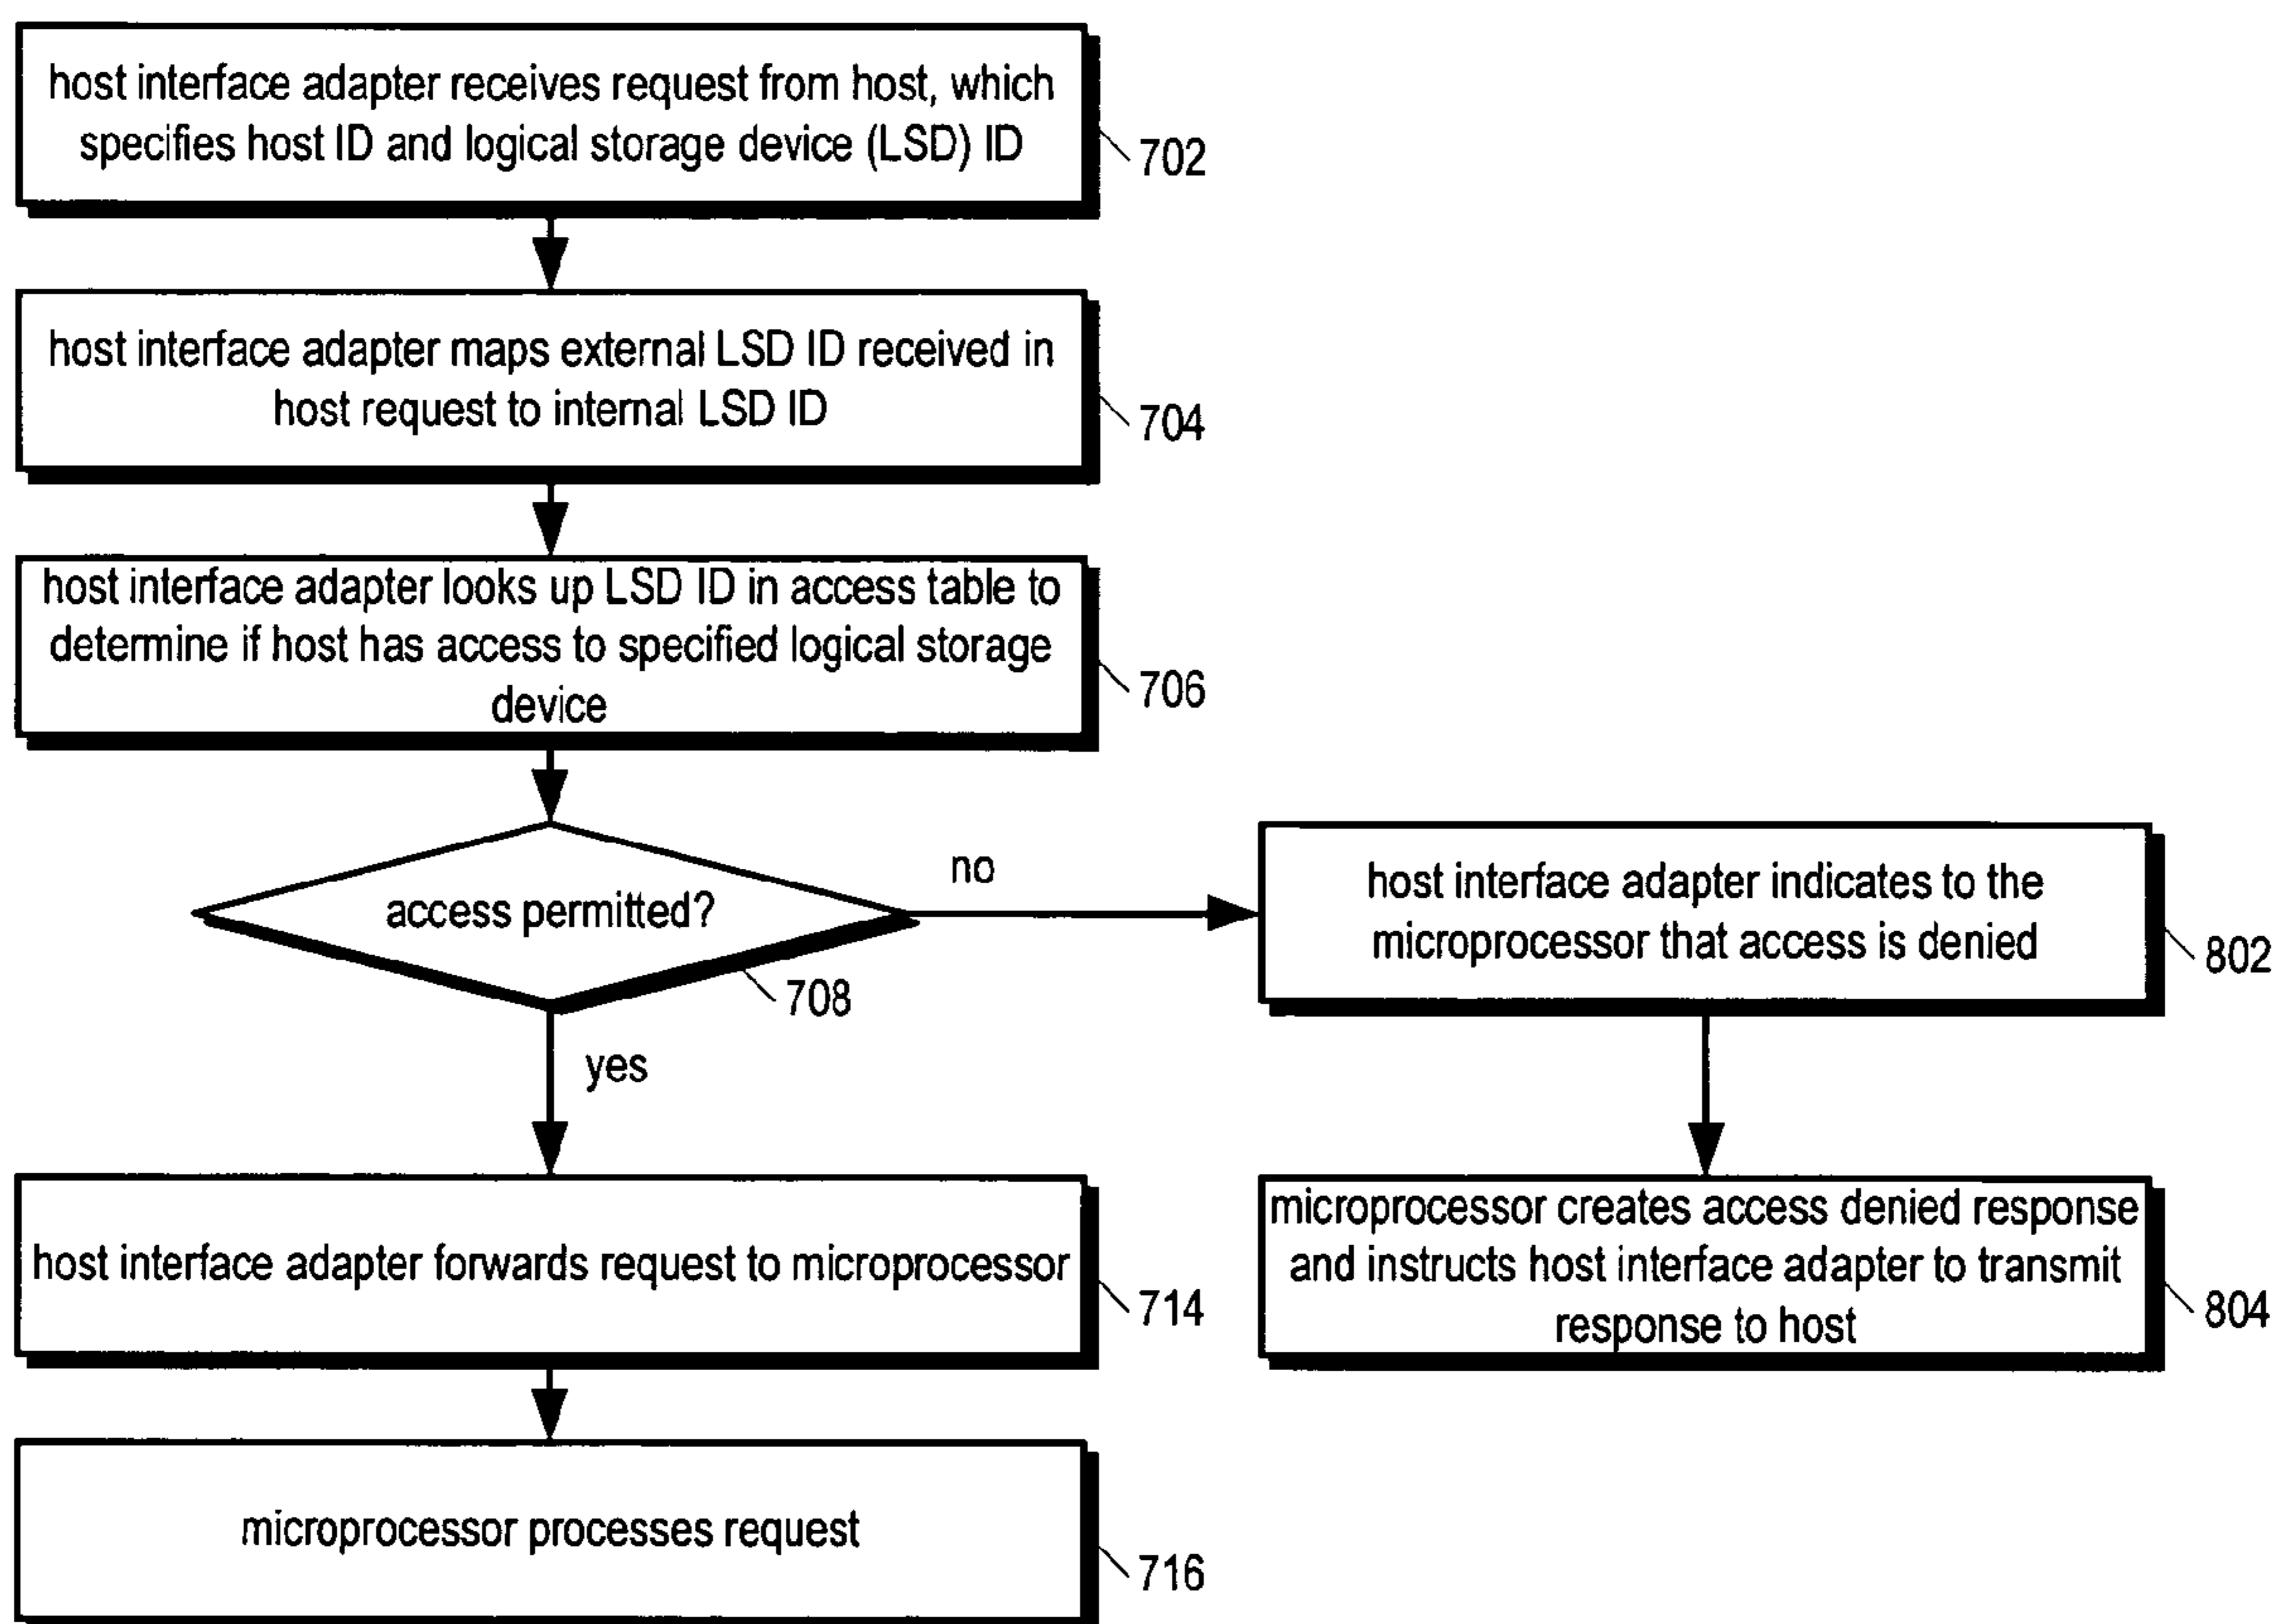 host interface adapter receives request from host, which
specifies host ID and logical storage device (LSD) ID
702
host interface adapter maps external LSD ID received in
host request to internal LSD ID
704
host interface adapter looks up LSD ID in access table to
determine if host has access to specified logical storage
device
706
access permitted?
708
no
host interface adapter indicates to the
microprocessor that access is denied
802
yes
microprocessor creates access denied response
and instructs host interface adapter to transmit
response to host
804
host interface adapter forwards request to microprocessor
714
microprocessor processes request
716